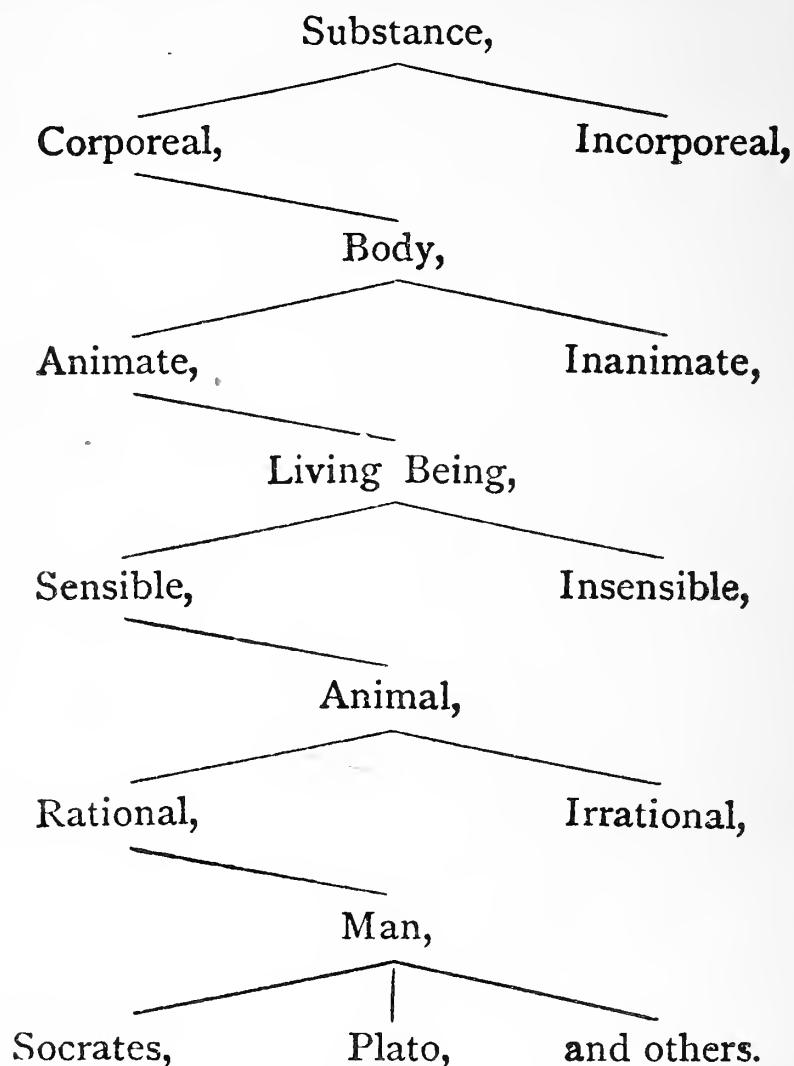 Substance,
Corporeal, Incorporeal,
Body,
Animate, Inanimate,
Living Being,
Sensible, Insensible,
Animal,
Rational, Irrational,
Man,
Socrates, Plato, and others.